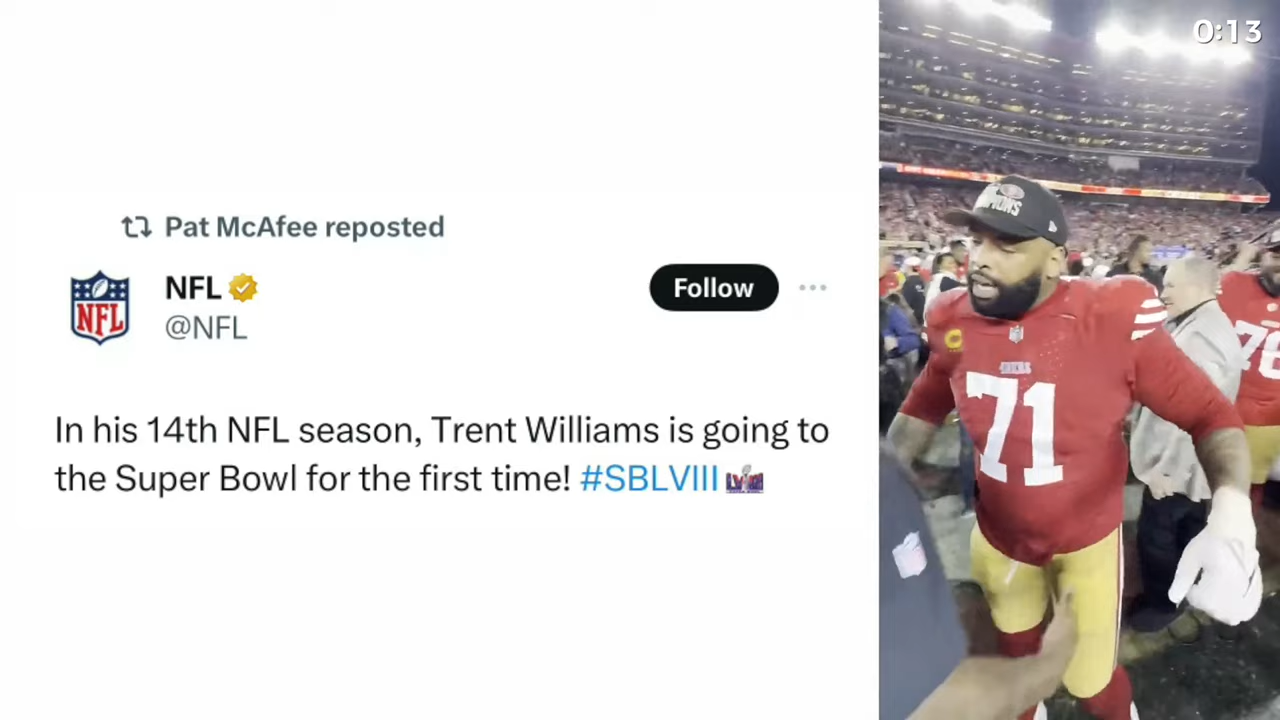 0:13
Pat McAfee reposted
NFL
@NFL
Follow
In his 14th NFL season, Trent Williams is going to
the Super Bowl for the first time! #SBLVIII
NFL
71